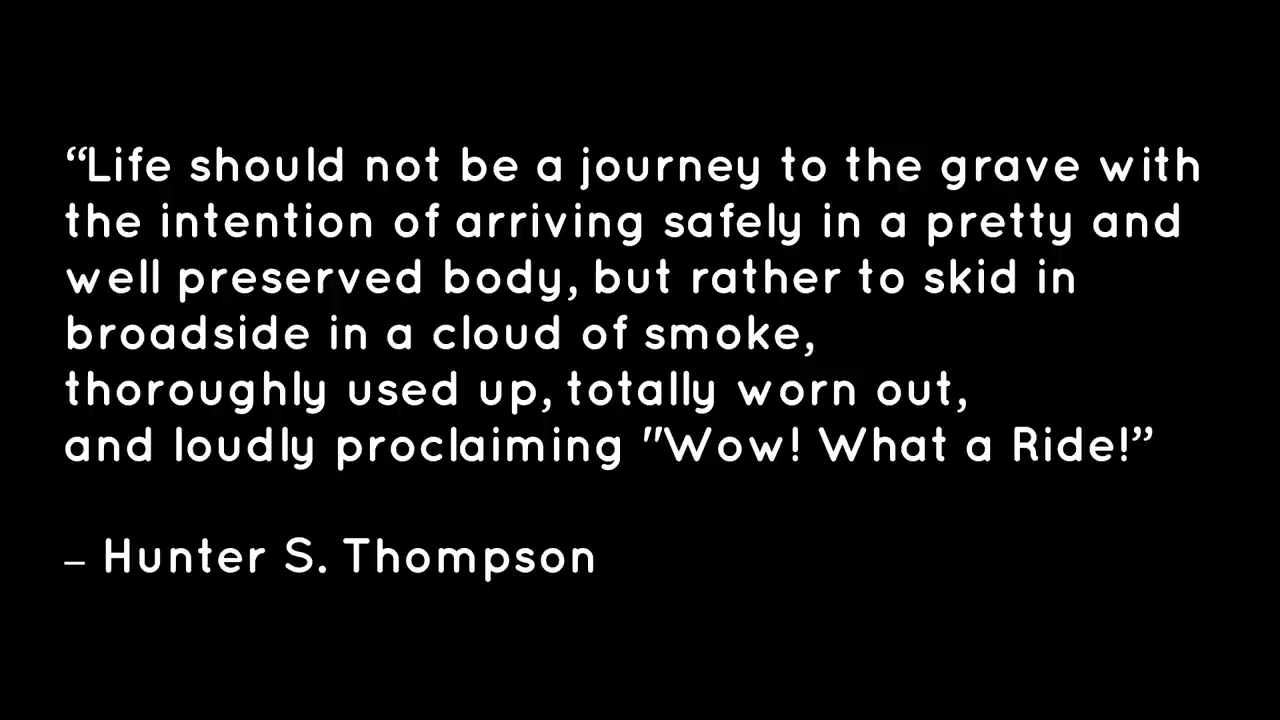 “Life should not be a journey to the grave with
the intention of arriving safely in a pretty and
well preserved body, but rather to skid in
broadside in a cloud of smoke,
thoroughly used up, totally worn out,
and loudly proclaiming "Wow! What a Ride!”
– Hunter S. Thompson